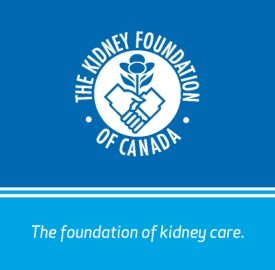 THE KIDNEY FOUNDATION
OF CANADA
The foundation of kidney care.